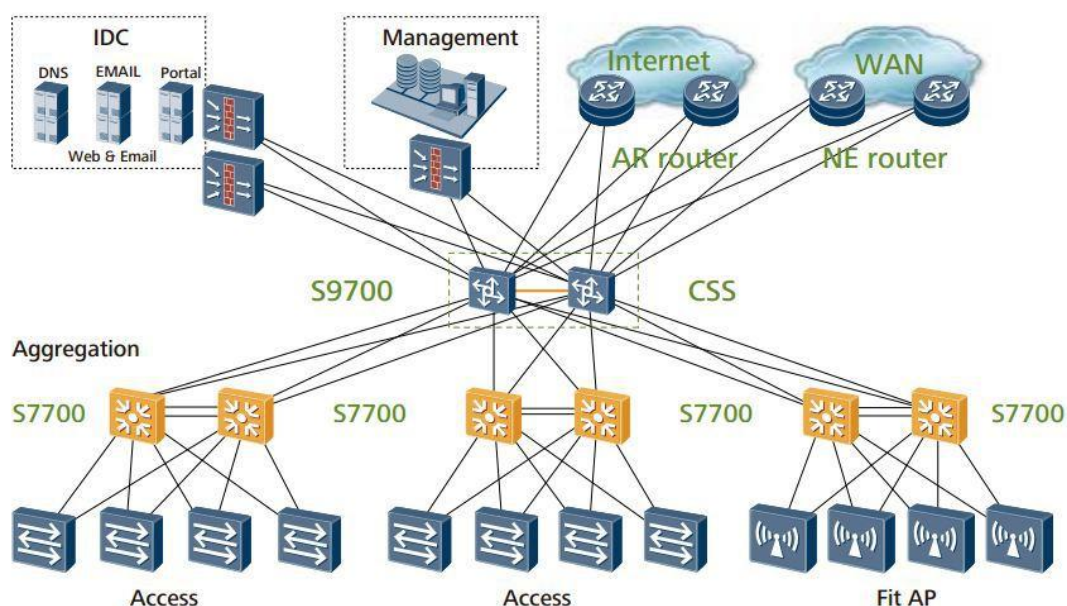 IDC
Management
Internet
WAN
DNS
EMAIL
Portal
Web & Email
AR router
NE router
S9700
CSS
Aggregation
S7700
S7700
S7700
S7700
Access
Access
Fit AP